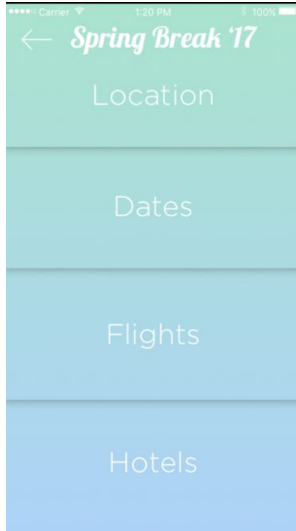 Carrier 1:20 PM 100%
← Spring Break ‘17
Location
Dates
Flights
Hotels